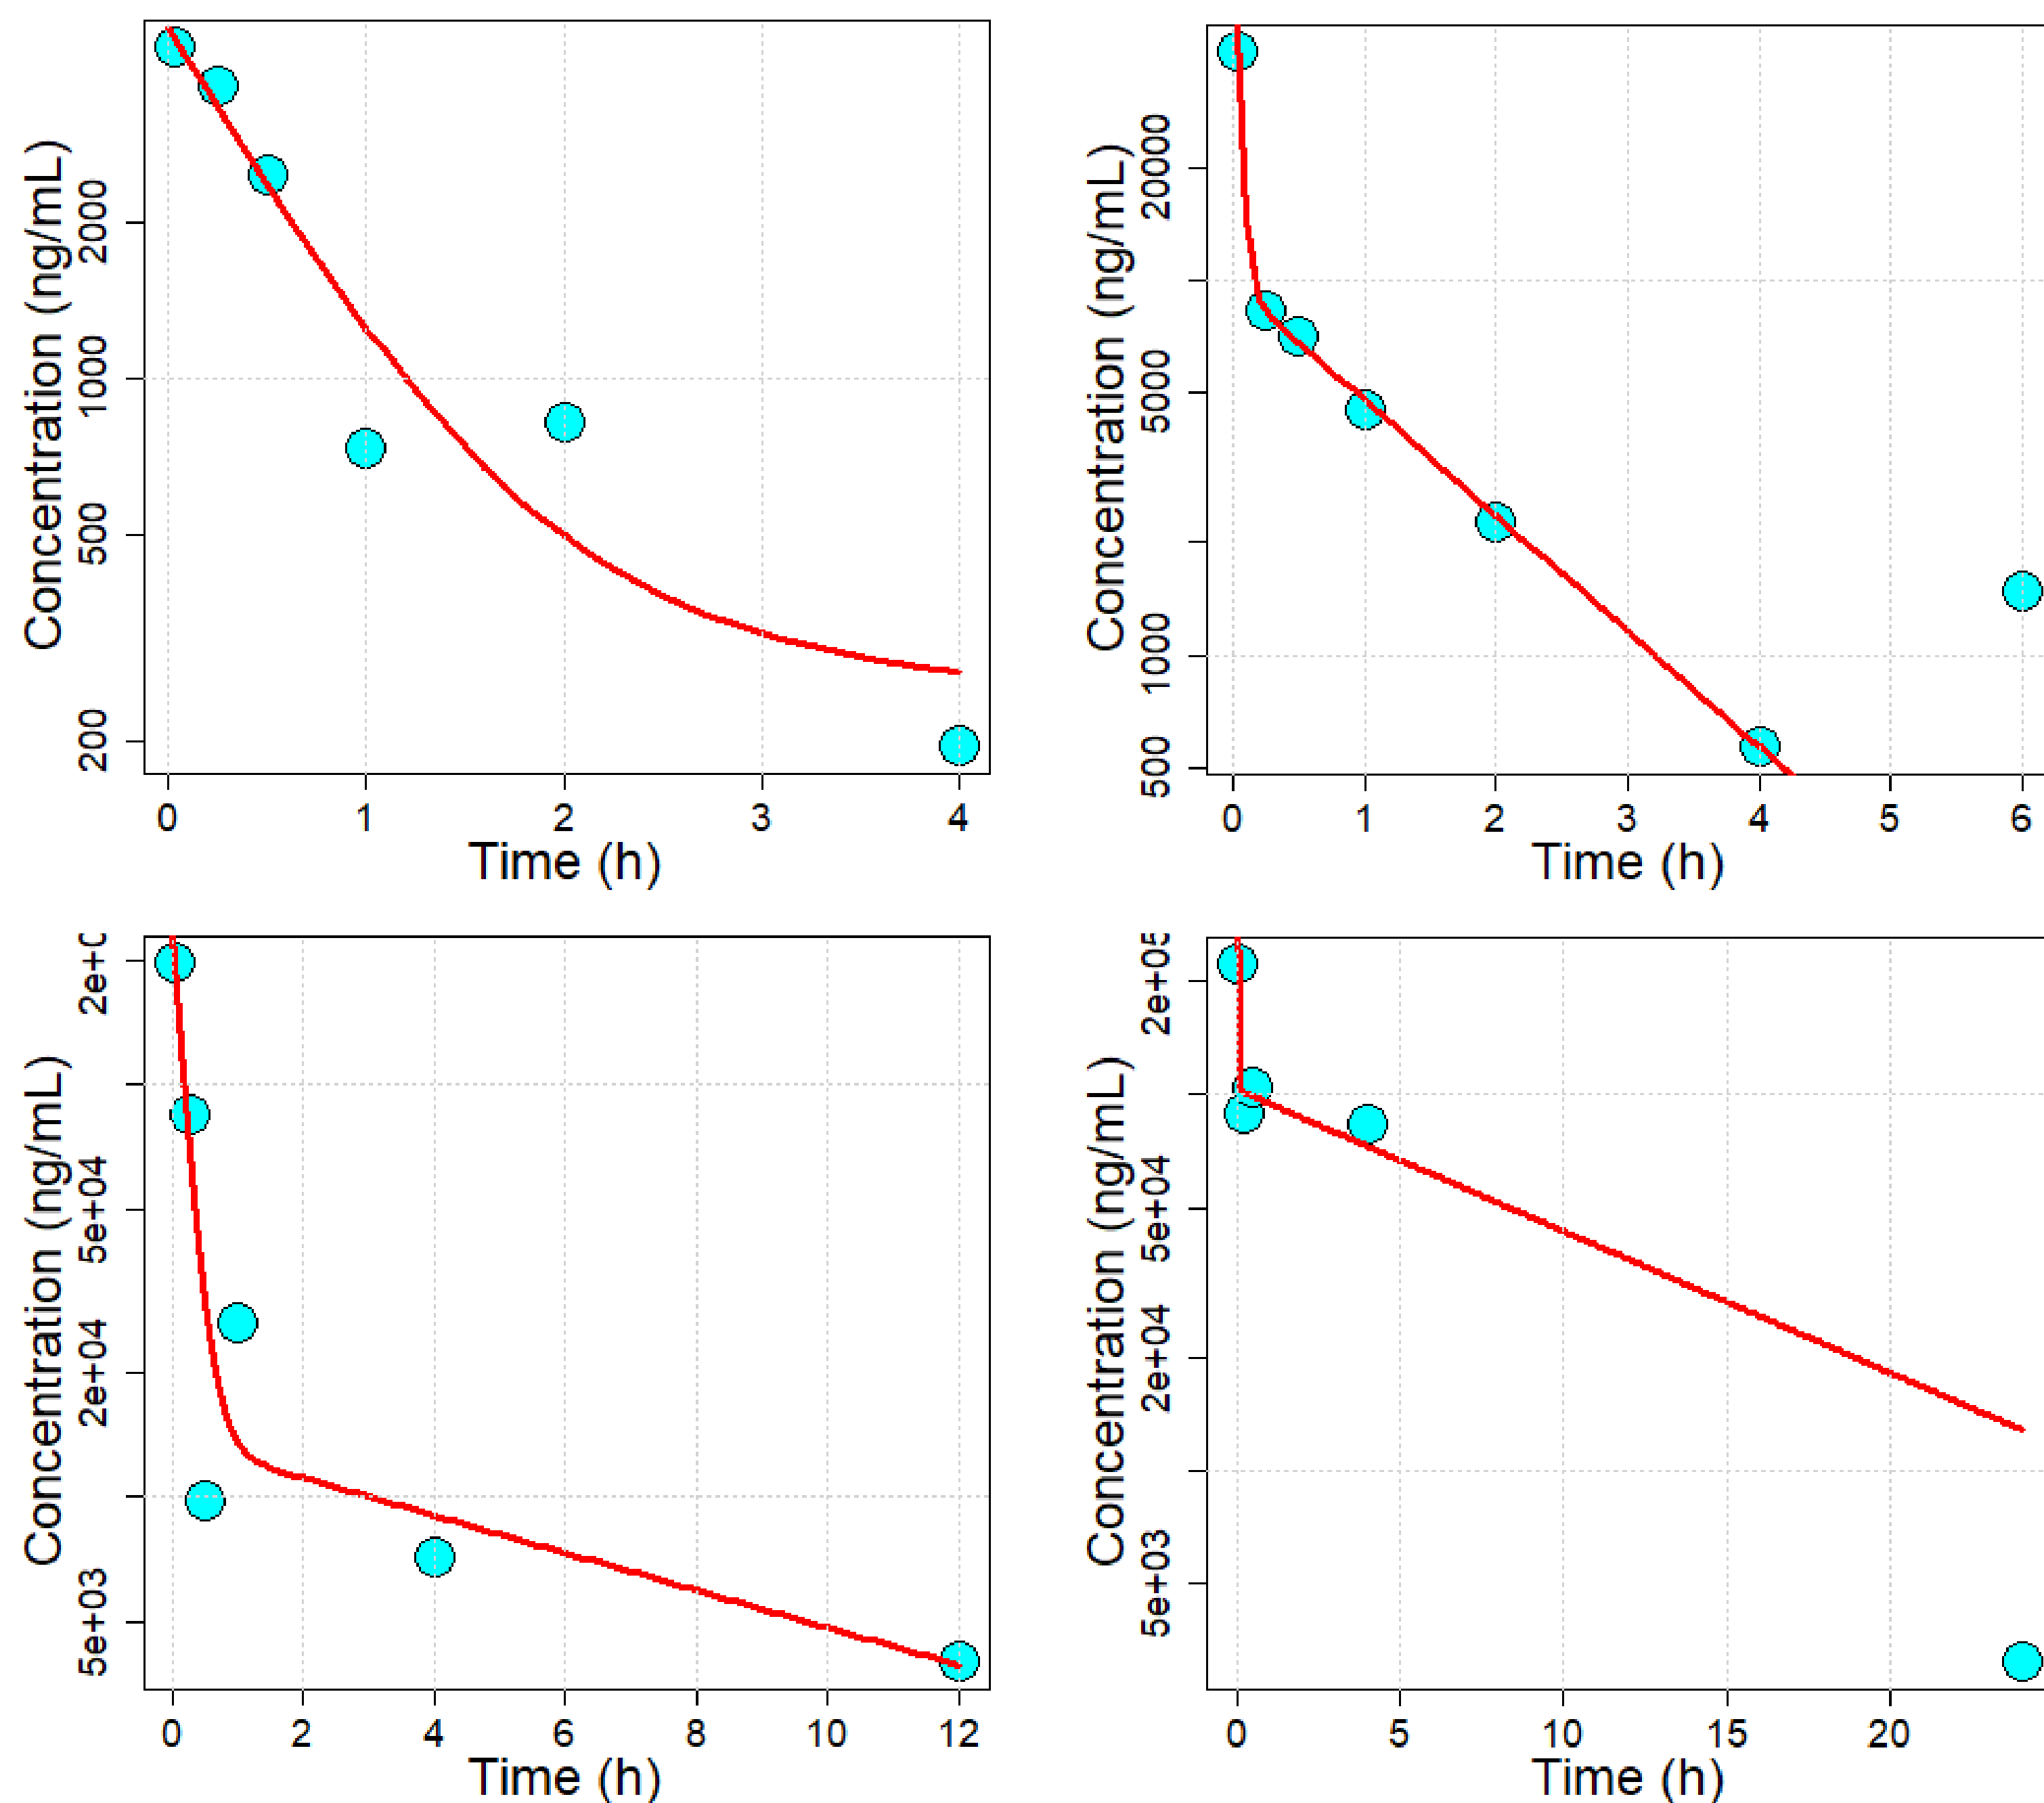 Concentration (ng/mL)
200 500 1000 2000
0 1 2 3 4
Time (h)
Concentration (ng/mL)
500 1000 5000 20000
0 1 2 3 4 5 6
Time (h)
Concentration (ng/mL)
5e+03 2e+04 5e+04
0 2 4 6 8 10 12
Time (h)
Concentration (ng/mL)
5e+03 2e+04 5e+04 2e+05
0 5 10 15 20
Time (h)